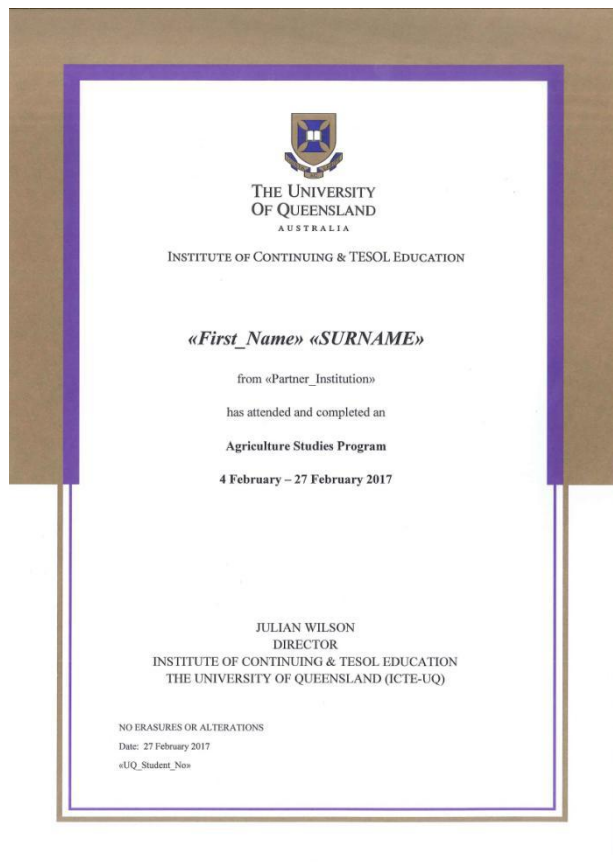 THE UNIVERSITY
OF QUEENSLAND
AUSTRALIA
INSTITUTE OF CONTINUING & TESOL EDUCATION
«First_Name» «SURNAME»
from «Partner_Institution»
has attended and completed an
Agriculture Studies Program
4 February – 27 February 2017
JULIAN WILSON
DIRECTOR
INSTITUTE OF CONTINUING & TESOL EDUCATION
THE UNIVERSITY OF QUEENSLAND (ICTE-UQ)
NO ERASURES OR ALTERATIONS
Date: 27 February 2017
«UQ_Student_No»